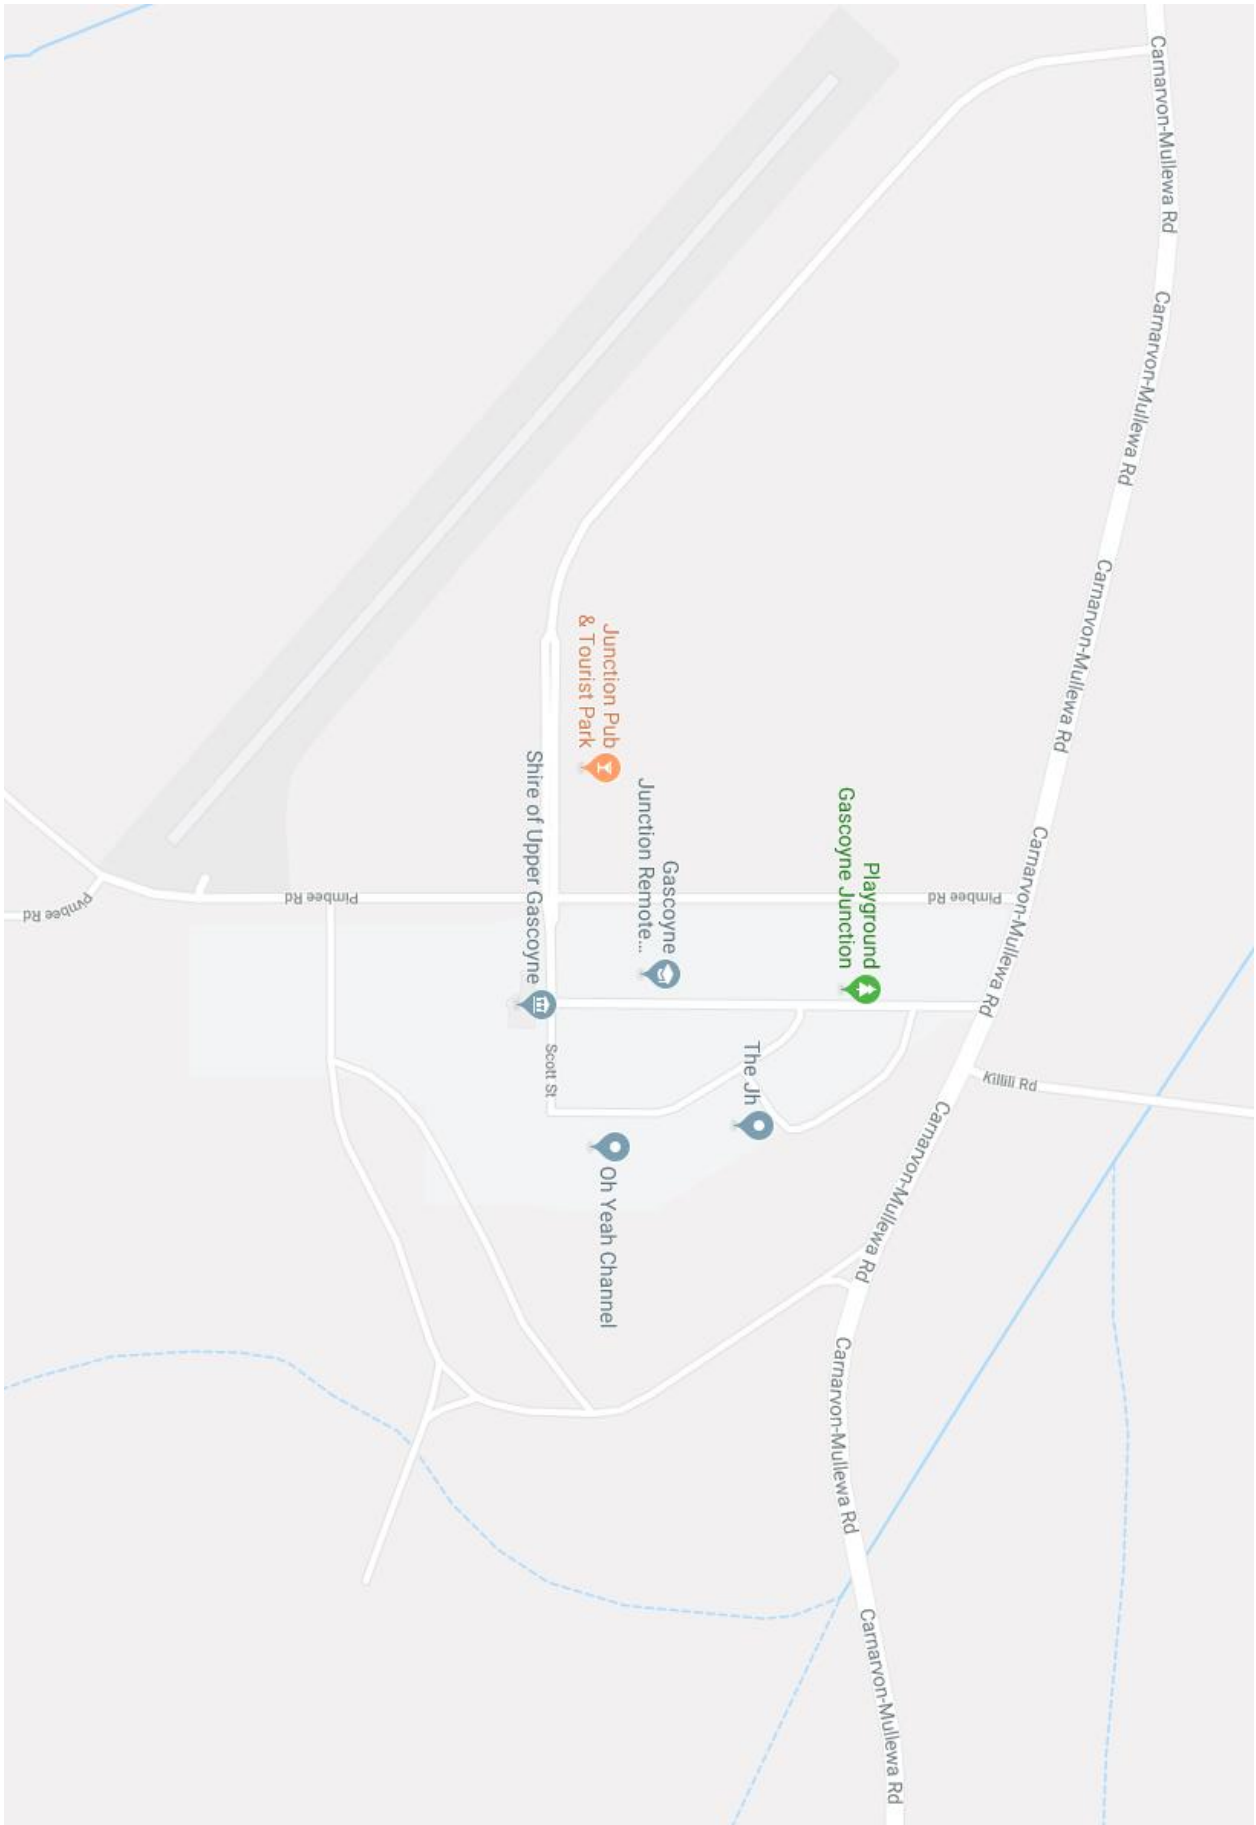 Carnarvon-Mullewa Rd
Carnarvon-Mullewa Rd
Carnarvon-Mullewa Rd
Carnarvon-Mullewa Rd
Carnarvon-Mullewa Rd
Carnarvon-Mullewa Rd
Carnarvon-Mullewa Rd
Killili Rd
Pimbee Rd
Playground
Gascoyne Junction
Gascoyne
Junction Remote...
Junction Pub
& Tourist Park
Shire of Upper Gascoyne
The Jh
Scott St
Oh Yeah Channel
Pimbee Rd
Pimbee Rd